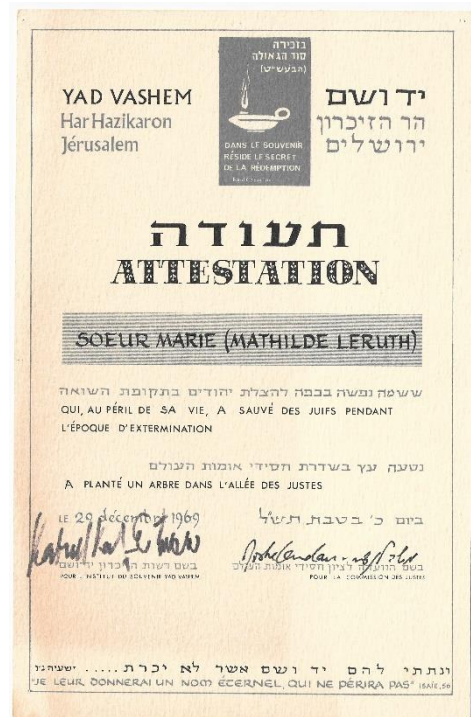 YAD VASHEM
Har Hazikaron
Jérusalem
בזכירה
סוד הגאולה
(הבעש״ט)
DANS LE SOUVENIR
RÉSIDE LE SECRET
DE LA RÉDEMPTION
יד ושם
הר הזיכרון
ירושלים
תעודה
ATTESTATION
SOEUR MARIE (MATHILDE LERUTH)
ששמה נפשה בכפה להצלת יהודים בתקופת השואה
QUI, AU PÉRIL DE SA VIE, A SAUVÉ DES JUIFS PENDANT
L'ÉPOQUE D'EXTERMINATION
נטעה עץ בשדרת חסידי אומות העולם
A PLANTÉ UN ARBRE DANS L'ALLÉE DES JUSTES
LE 29 décembre 1969
ביום כ' בטבת תש״ל
בשם רשות הזכרון יד ושם
POUR L'INSTITUT DU SOUVENIR YAD VASHEM
בשם הוועדה לציון חסידי אומות העולם
POUR LA COMMISSION DES JUSTES
ונתתי להם יד ושם אשר לא יכרת ..... ישעיה נ״ו
"JE LEUR DONNERAI UN NOM ÉTERNEL, QUI NE PÉRIRA PAS" ISAÏE, 56